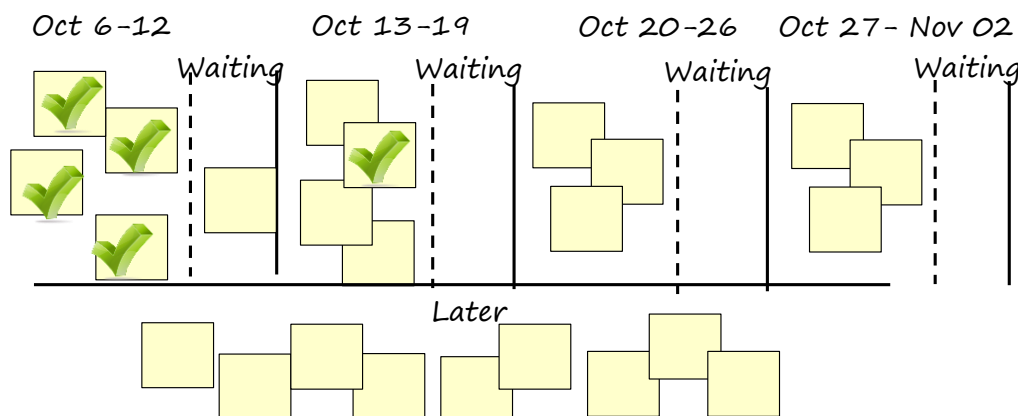 Oct 6-12
Oct 13-19
Oct 20-26
Oct 27- Nov 02
Waiting
Waiting
Waiting
Waiting
Later